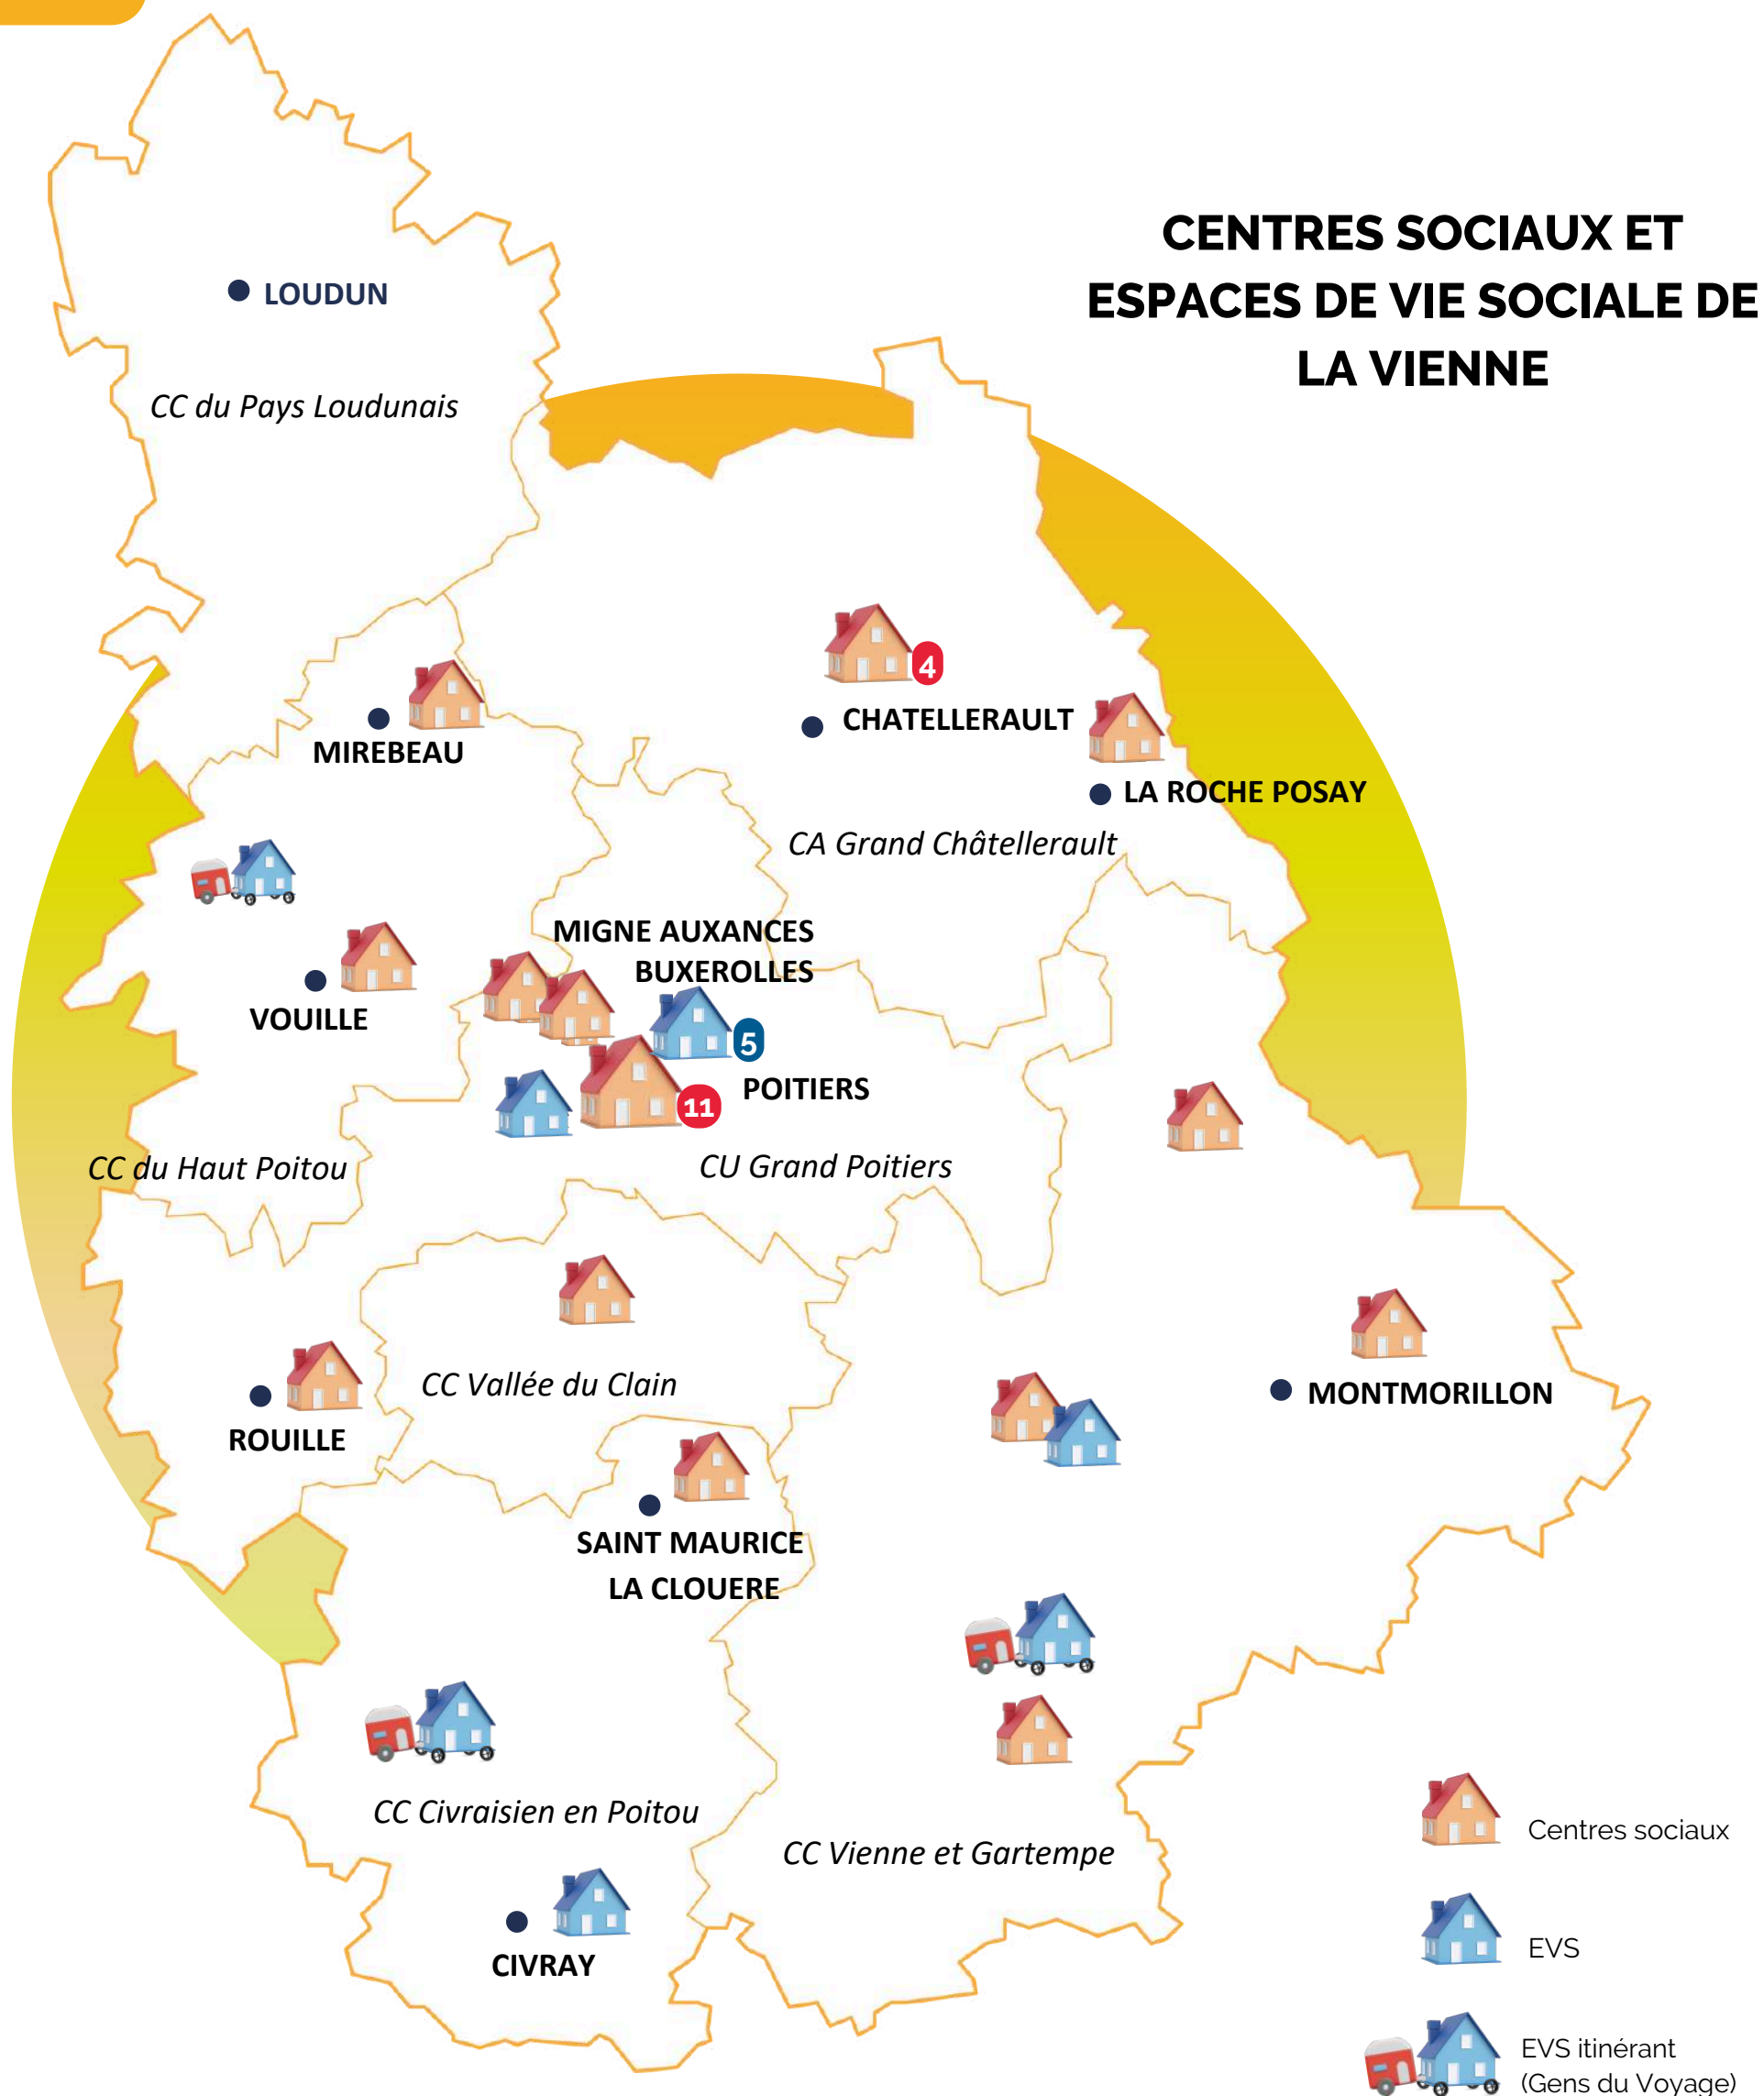 CENTRES SOCIAUX ET
ESPACES DE VIE SOCIALE DE
LA VIENNE
LOUDUN
CC du Pays Loudunais
4
CHATELLERAULT
MIREBEAU
LA ROCHE POSAY
CA Grand Châtellerault
MIGNE AUXANCES
BUXEROLLES
VOUILLE
5
POITIERS
11
CC du Haut Poitou
CU Grand Poitiers
CC Vallée du Clain
MONTMORILLON
ROUILLE
SAINT MAURICE
LA CLOUERE
CC Civraisien en Poitou
CC Vienne et Gartempe
CIVRAY
Centres sociaux
EVS
EVS itinérant
(Gens du Voyage)